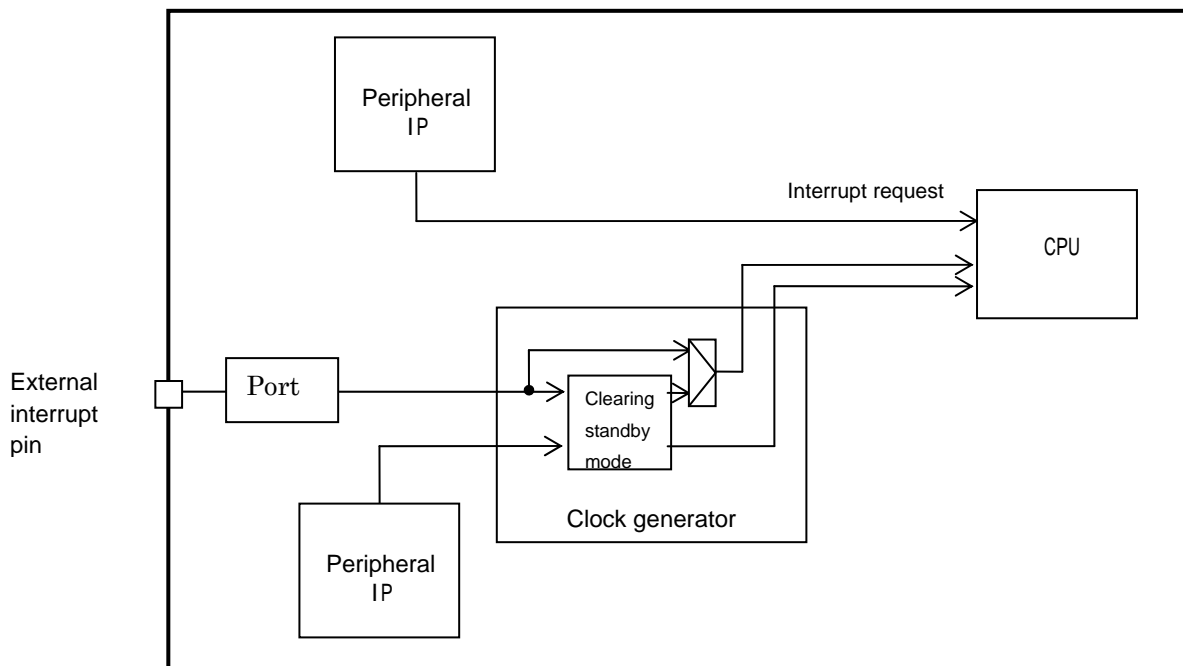 Peripheral
IP
Interrupt request
CPU
External
interrupt
pin
Port
Clearing
standby
mode
Clock generator
Peripheral
IP